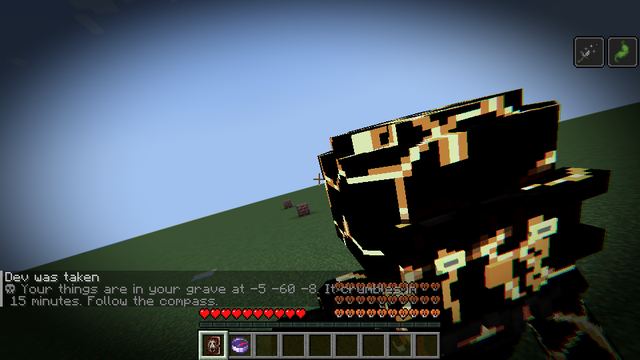 Dev was taken
☠ Your things are in your grave at -5 -60 -8. It crumbles in
15 minutes. Follow the compass.